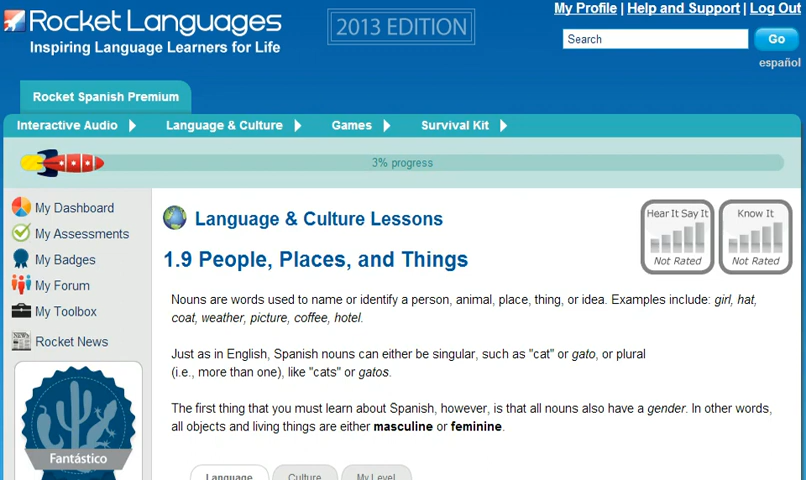 Rocket Languages
Inspiring Language Learners for Life
2013 EDITION
My Profile | Help and Support | Log Out
Search
Go
español
Rocket Spanish Premium
Interactive Audio
Language & Culture
Games
Survival Kit
3% progress
My Dashboard
My Assessments
My Badges
My Forum
My Toolbox
Rocket News
Fantástico
Language & Culture Lessons
Hear It Say It
Not Rated
Know It
Not Rated
1.9 People, Places, and Things
Nouns are words used to name or identify a person, animal, place, thing, or idea. Examples include: girl, hat,
coat, weather, picture, coffee, hotel.
Just as in English, Spanish nouns can either be singular, such as "cat" or gato, or plural
(i.e., more than one), like "cats" or gatos.
The first thing that you must learn about Spanish, however, is that all nouns also have a gender. In other words,
all objects and living things are either masculine or feminine.
Language
Culture
My Level